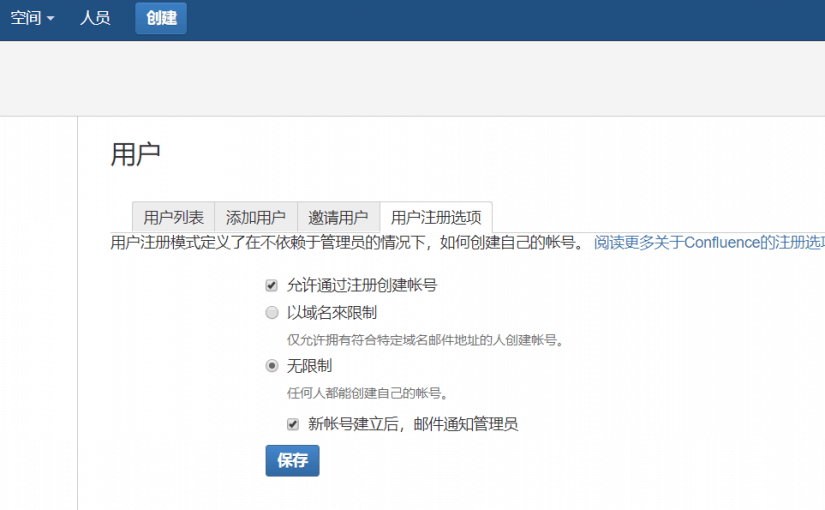 空间 人员 创建
用户
用户列表 添加用户 邀请用户 用户注册选项
用户注册模式定义了在不依赖于管理员的情况下，如何创建自己的帐号。 阅读更多关于Confluence的注册选
允许通过注册创建帐号
以域名來限制
仅允许拥有符合特定域名邮件地址的人创建帐号。
无限制
任何人都能创建自己的帐号。
新帐号建立后，邮件通知管理员
保存